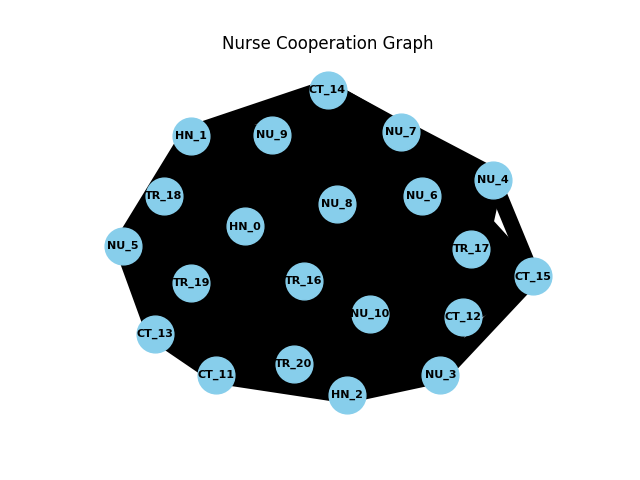 Nurse Cooperation Graph
CT_14
HN_1
NU_9
NU_7
NU_4
TR_18
NU_8
NU_6
HN_0
NU_5
TR_17
CT_15
TR_19
TR_16
NU_10
CT_12
CT_13
TR_20
CT_11
HN_2
NU_3